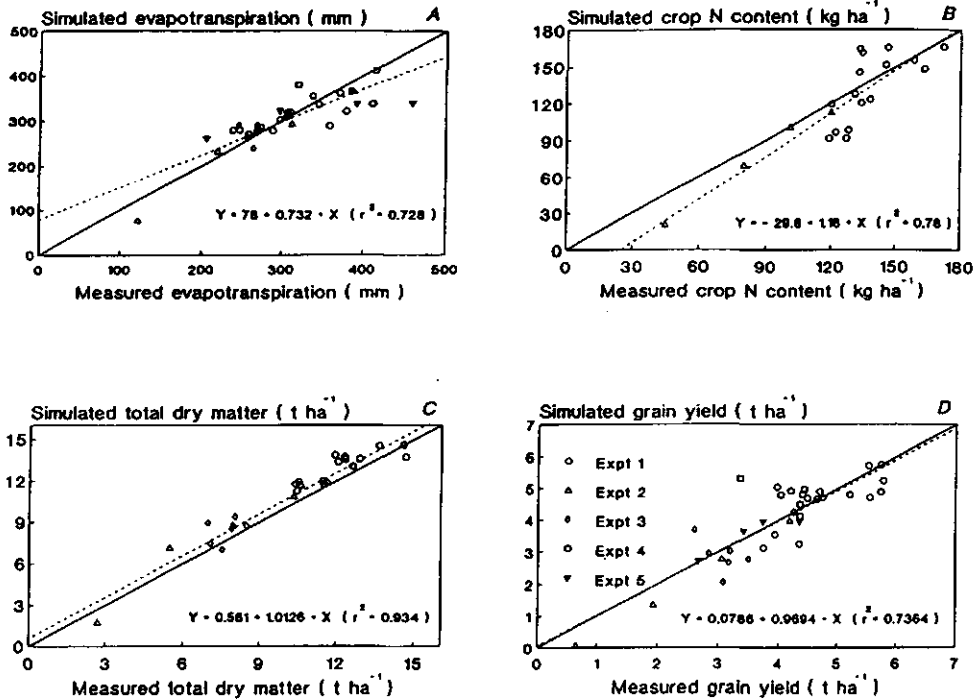 Simulated evapotranspiration ( mm ) A
500
400
300
200
100
0
0 100 200 300 400 500
Y = 78 + 0.732 * X ( r² = 0.728 )
Measured evapotranspiration ( mm )
Simulated crop N content ( kg ha⁻¹ ) B
180
150
120
90
60
30
0
0 30 60 90 120 150 180
Y = - 29.8 + 1.16 * X ( r² = 0.78 )
Measured crop N content ( kg ha⁻¹ )
Simulated total dry matter ( t ha⁻¹ ) C
15
12
9
6
3
0
0 3 6 9 12 15
Y = 0.561 + 1.0126 * X ( r² = 0.934 )
Measured total dry matter ( t ha⁻¹ )
Simulated grain yield ( t ha⁻¹ ) D
7
6
5
4
3
2
1
0
Expt 1
Expt 2
Expt 3
Expt 4
Expt 5
0 1 2 3 4 5 6 7
Y = 0.0786 + 0.9694 * X ( r² = 0.7364 )
Measured grain yield ( t ha⁻¹ )